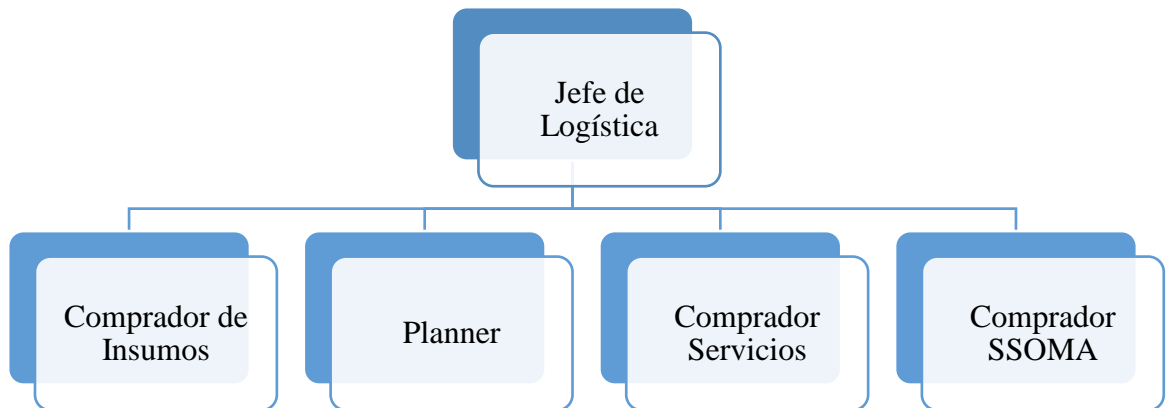 Jefe de
Logística
Comprador de
Insumos
Planner
Comprador
Servicios
Comprador
SSOMA